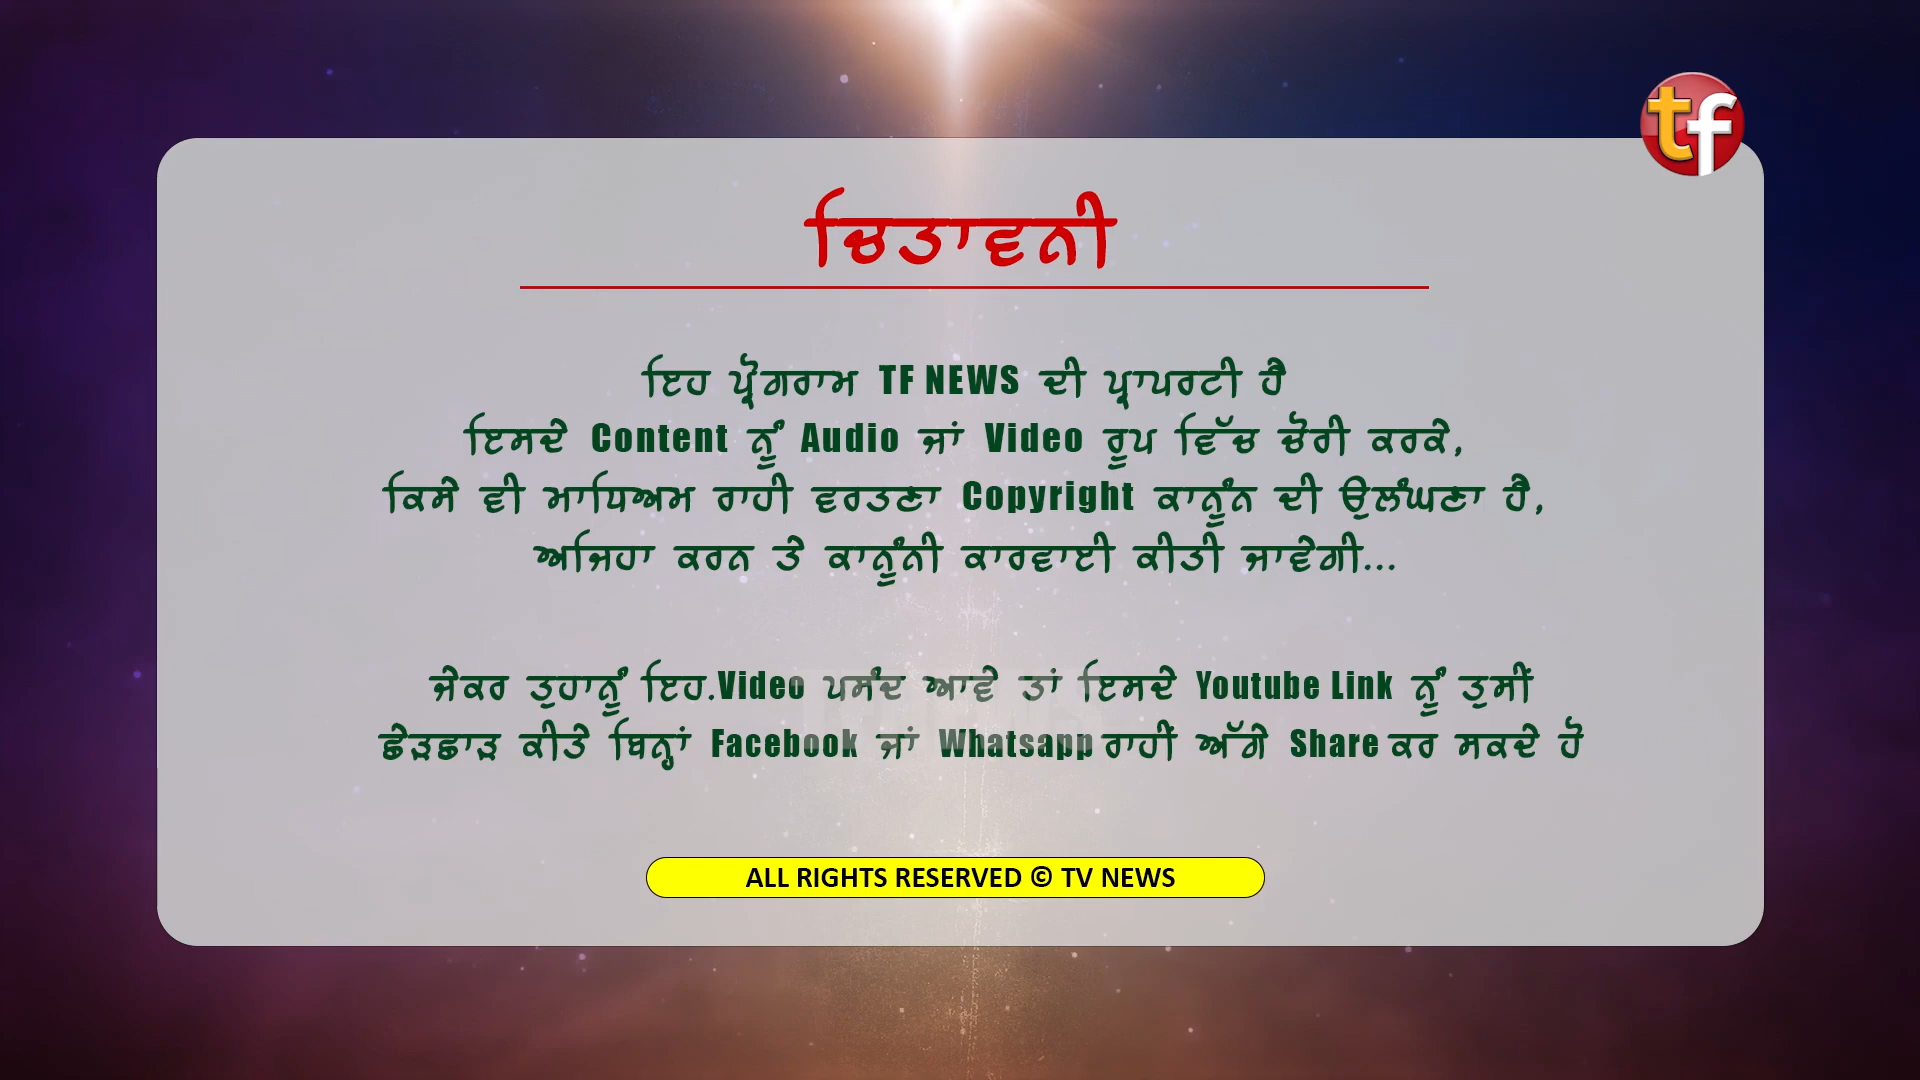 tf
ਚਿਤਾਵਨੀ
ਇਹ ਪ੍ਰੋਗਰਾਮ TF NEWS ਦੀ ਪ੍ਰਾਪਰਟੀ ਹੈ
ਇਸਦੇ Content ਨੂੰ Audio ਜਾਂ Video ਰੂਪ ਵਿੱਚ ਚੋਰੀ ਕਰਕੇ,
ਕਿਸੇ ਵੀ ਮਾਧਿਅਮ ਰਾਹੀ ਵਰਤਣਾ Copyright ਕਾਨੂੰਨ ਦੀ ਉਲੰਘਣਾ ਹੈ,
ਅਜਿਹਾ ਕਰਨ ਤੇ ਕਾਨੂੰਨੀ ਕਾਰਵਾਈ ਕੀਤੀ ਜਾਵੇਗੀ...
ਜੇਕਰ ਤੁਹਾਨੂੰ ਇਹ.Video ਪਸੰਦ ਆਵੇ ਤਾਂ ਇਸਦੇ Youtube Link ਨੂੰ ਤੁਸੀਂ
ਛੇੜਛਾੜ ਕੀਤੇ ਬਿਨ੍ਹਾਂ Facebook ਜਾਂ Whatsapp ਰਾਹੀਂ ਅੱਗੇ Share ਕਰ ਸਕਦੇ ਹੋ
ALL RIGHTS RESERVED © TV NEWS